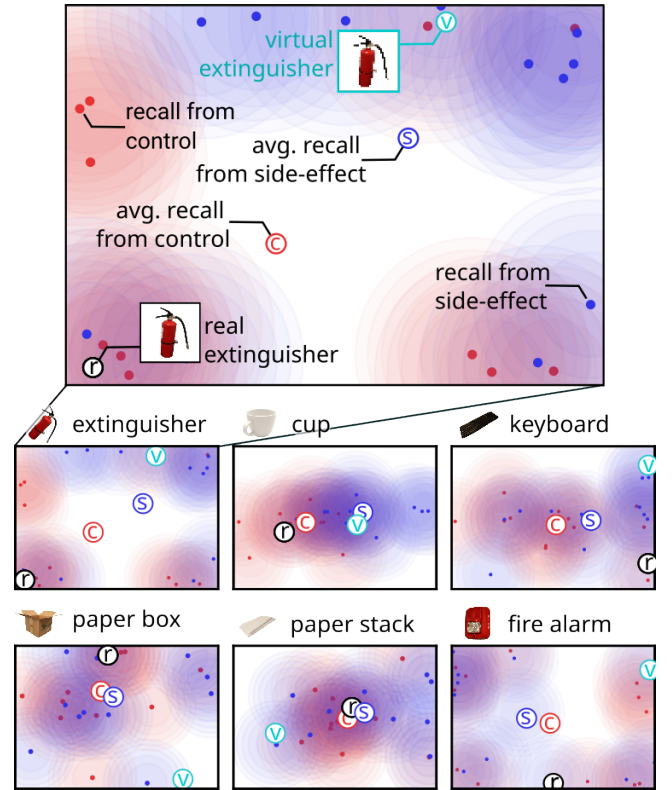 virtual
extinguisher
V
recall from
control
avg. recall
from side-effect
S
avg. recall
from control
C
recall from
side-effect
real
extinguisher
r
extinguisher
cup
keyboard
V
S
C
r
S
C
V
r
V
S
C
r
paper box
paper stack
fire alarm
r
C
S
V
r
C
S
V
V
S
C
r